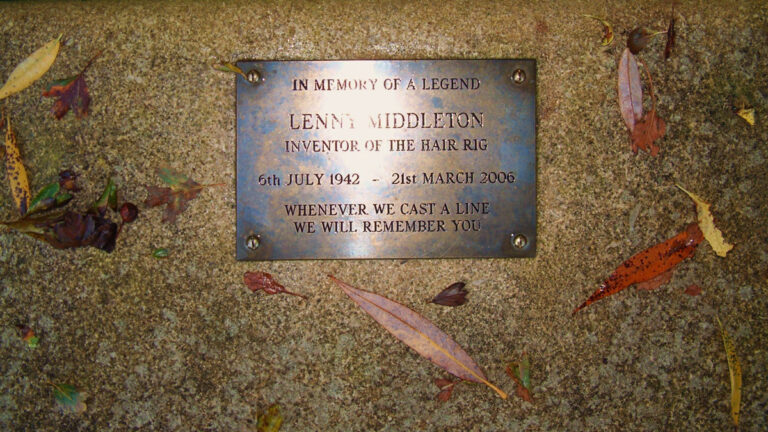 IN MEMORY OF A LEGEND
LENNY MIDDLETON
INVENTOR OF THE HAIR RIG
6th JULY 1942 - 21st MARCH 2006
WHENEVER WE CAST A LINE
WE WILL REMEMBER YOU